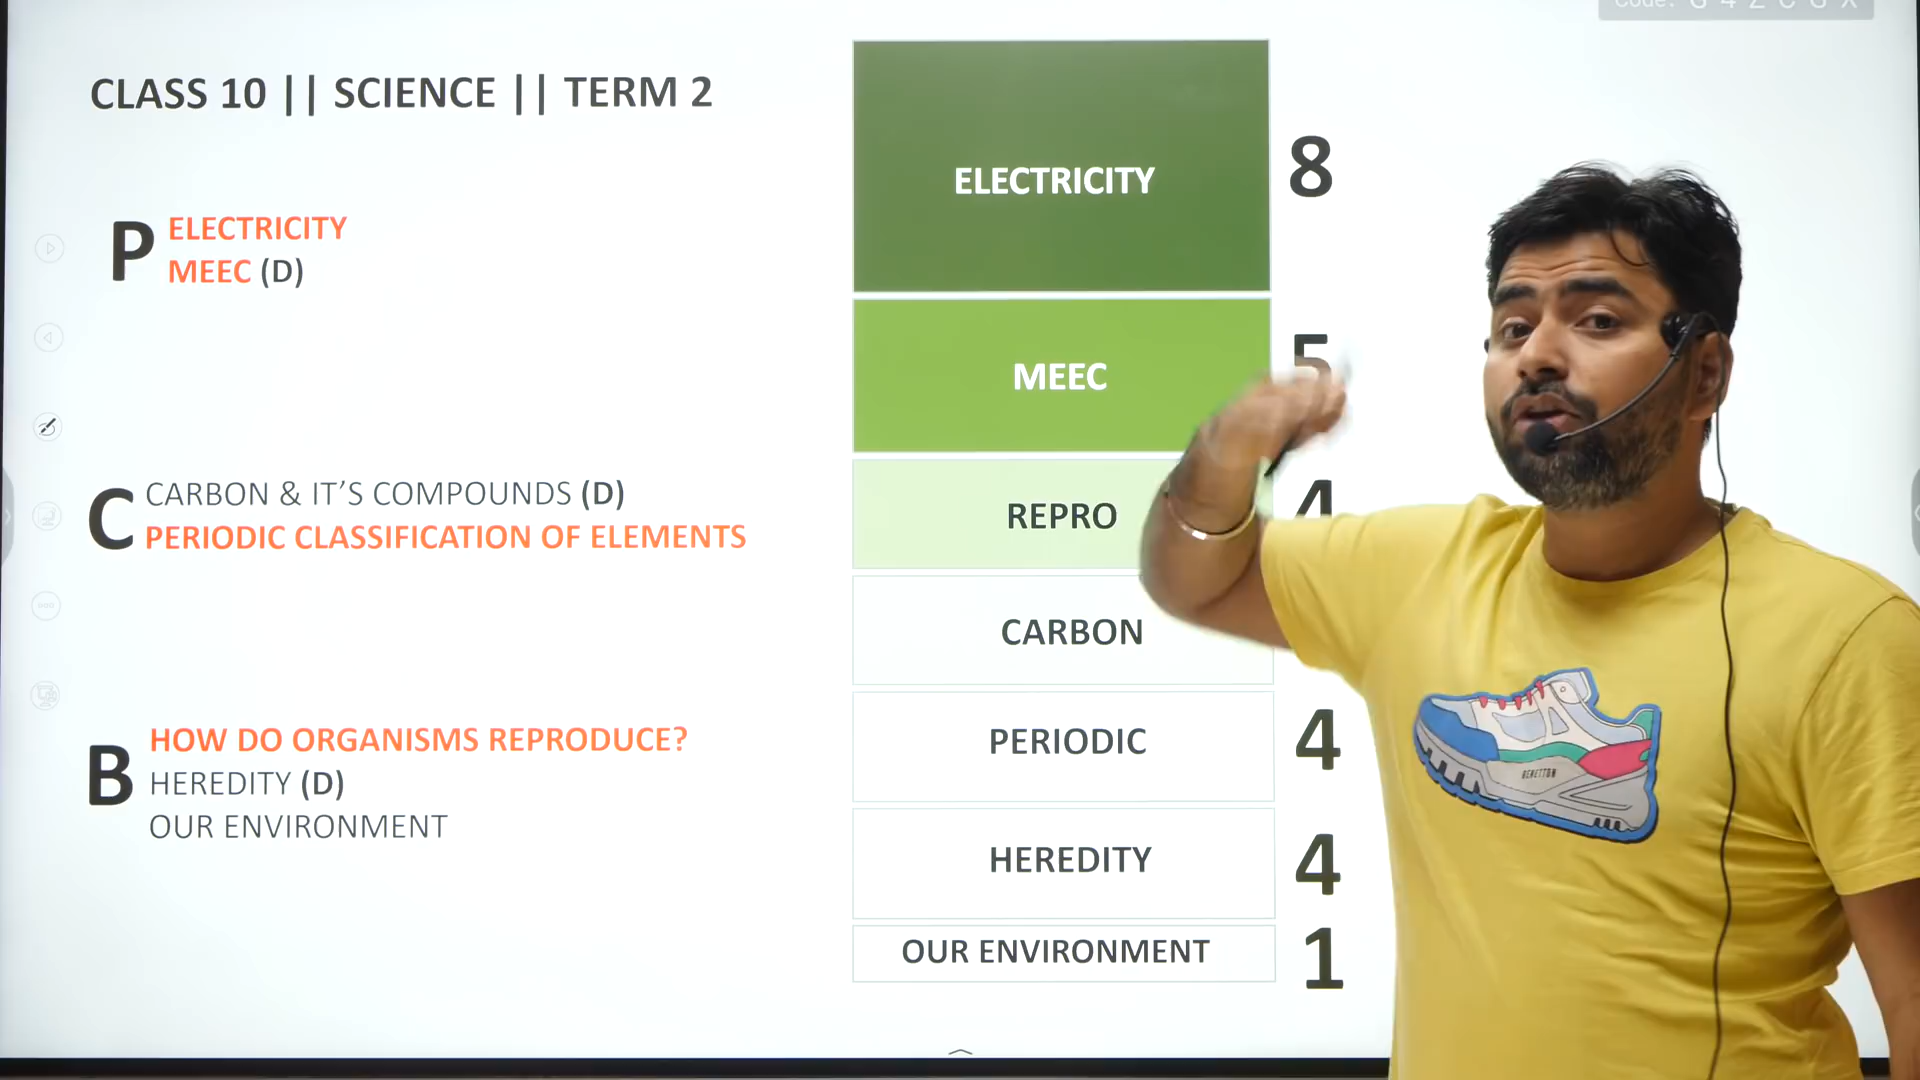 CLASS 10 || SCIENCE || TERM 2
P
ELECTRICITY
MEEC (D)
C
CARBON & IT'S COMPOUNDS (D)
PERIODIC CLASSIFICATION OF ELEMENTS
B
HOW DO ORGANISMS REPRODUCE?
HEREDITY (D)
OUR ENVIRONMENT
ELECTRICITY 8
MEEC 5
REPRO 4
CARBON
PERIODIC 4
HEREDITY 4
OUR ENVIRONMENT 1